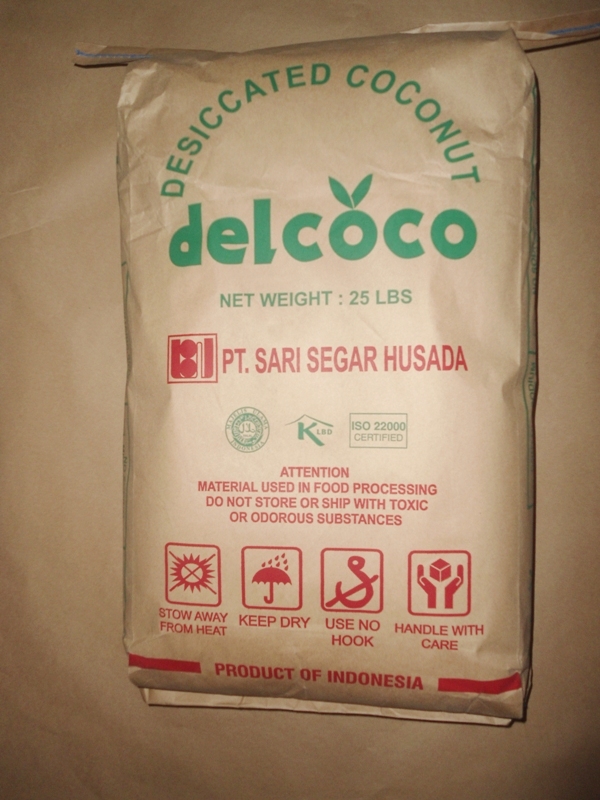 DESICCATED COCONUT
delcoco
NET WEIGHT : 25 LBS
PT. SARI SEGAR HUSADA
K LBD
ISO 22000
CERTIFIED
ATTENTION
MATERIAL USED IN FOOD PROCESSING
DO NOT STORE OR SHIP WITH TOXIC
OR ODOROUS SUBSTANCES
STOW AWAY
FROM HEAT
KEEP DRY
USE NO
HOOK
HANDLE WITH
CARE
PRODUCT OF INDONESIA